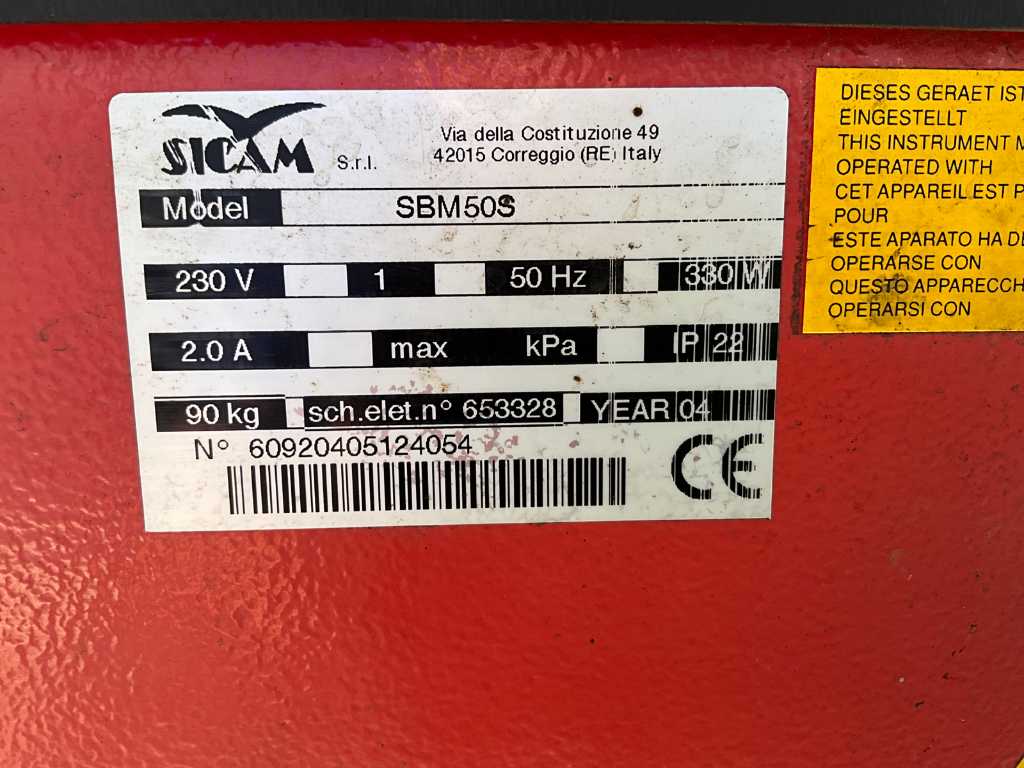 SICAM S.r.l.
Via della Costituzione 49
42015 Correggio (RE) Italy
Model SBM50S
230 V 1 50 Hz 330 W
2.0 A max kPa IP 22
90 kg sch.elet.n° 653328 YEAR 04
N° 60920405124054
CE
DIESES GERAET IST
EINGESTELLT
THIS INSTRUMENT M
OPERATED WITH
CET APPAREIL EST P
POUR
ESTE APARATO HA DE
OPERARSE CON
QUESTO APPARECCH
OPERARSI CON